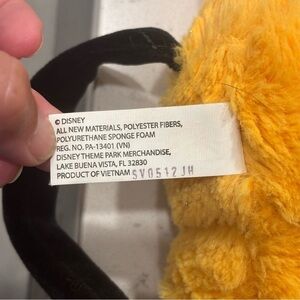 © DISNEY
ALL NEW MATERIALS, POLYESTER FIBERS,
POLYURETHANE SPONGE FOAM
REG. NO. PA-13401 (VN)
DISNEY THEME PARK MERCHANDISE,
LAKE BUENA VISTA, FL 32830
PRODUCT OF VIETNAM SV0512JH